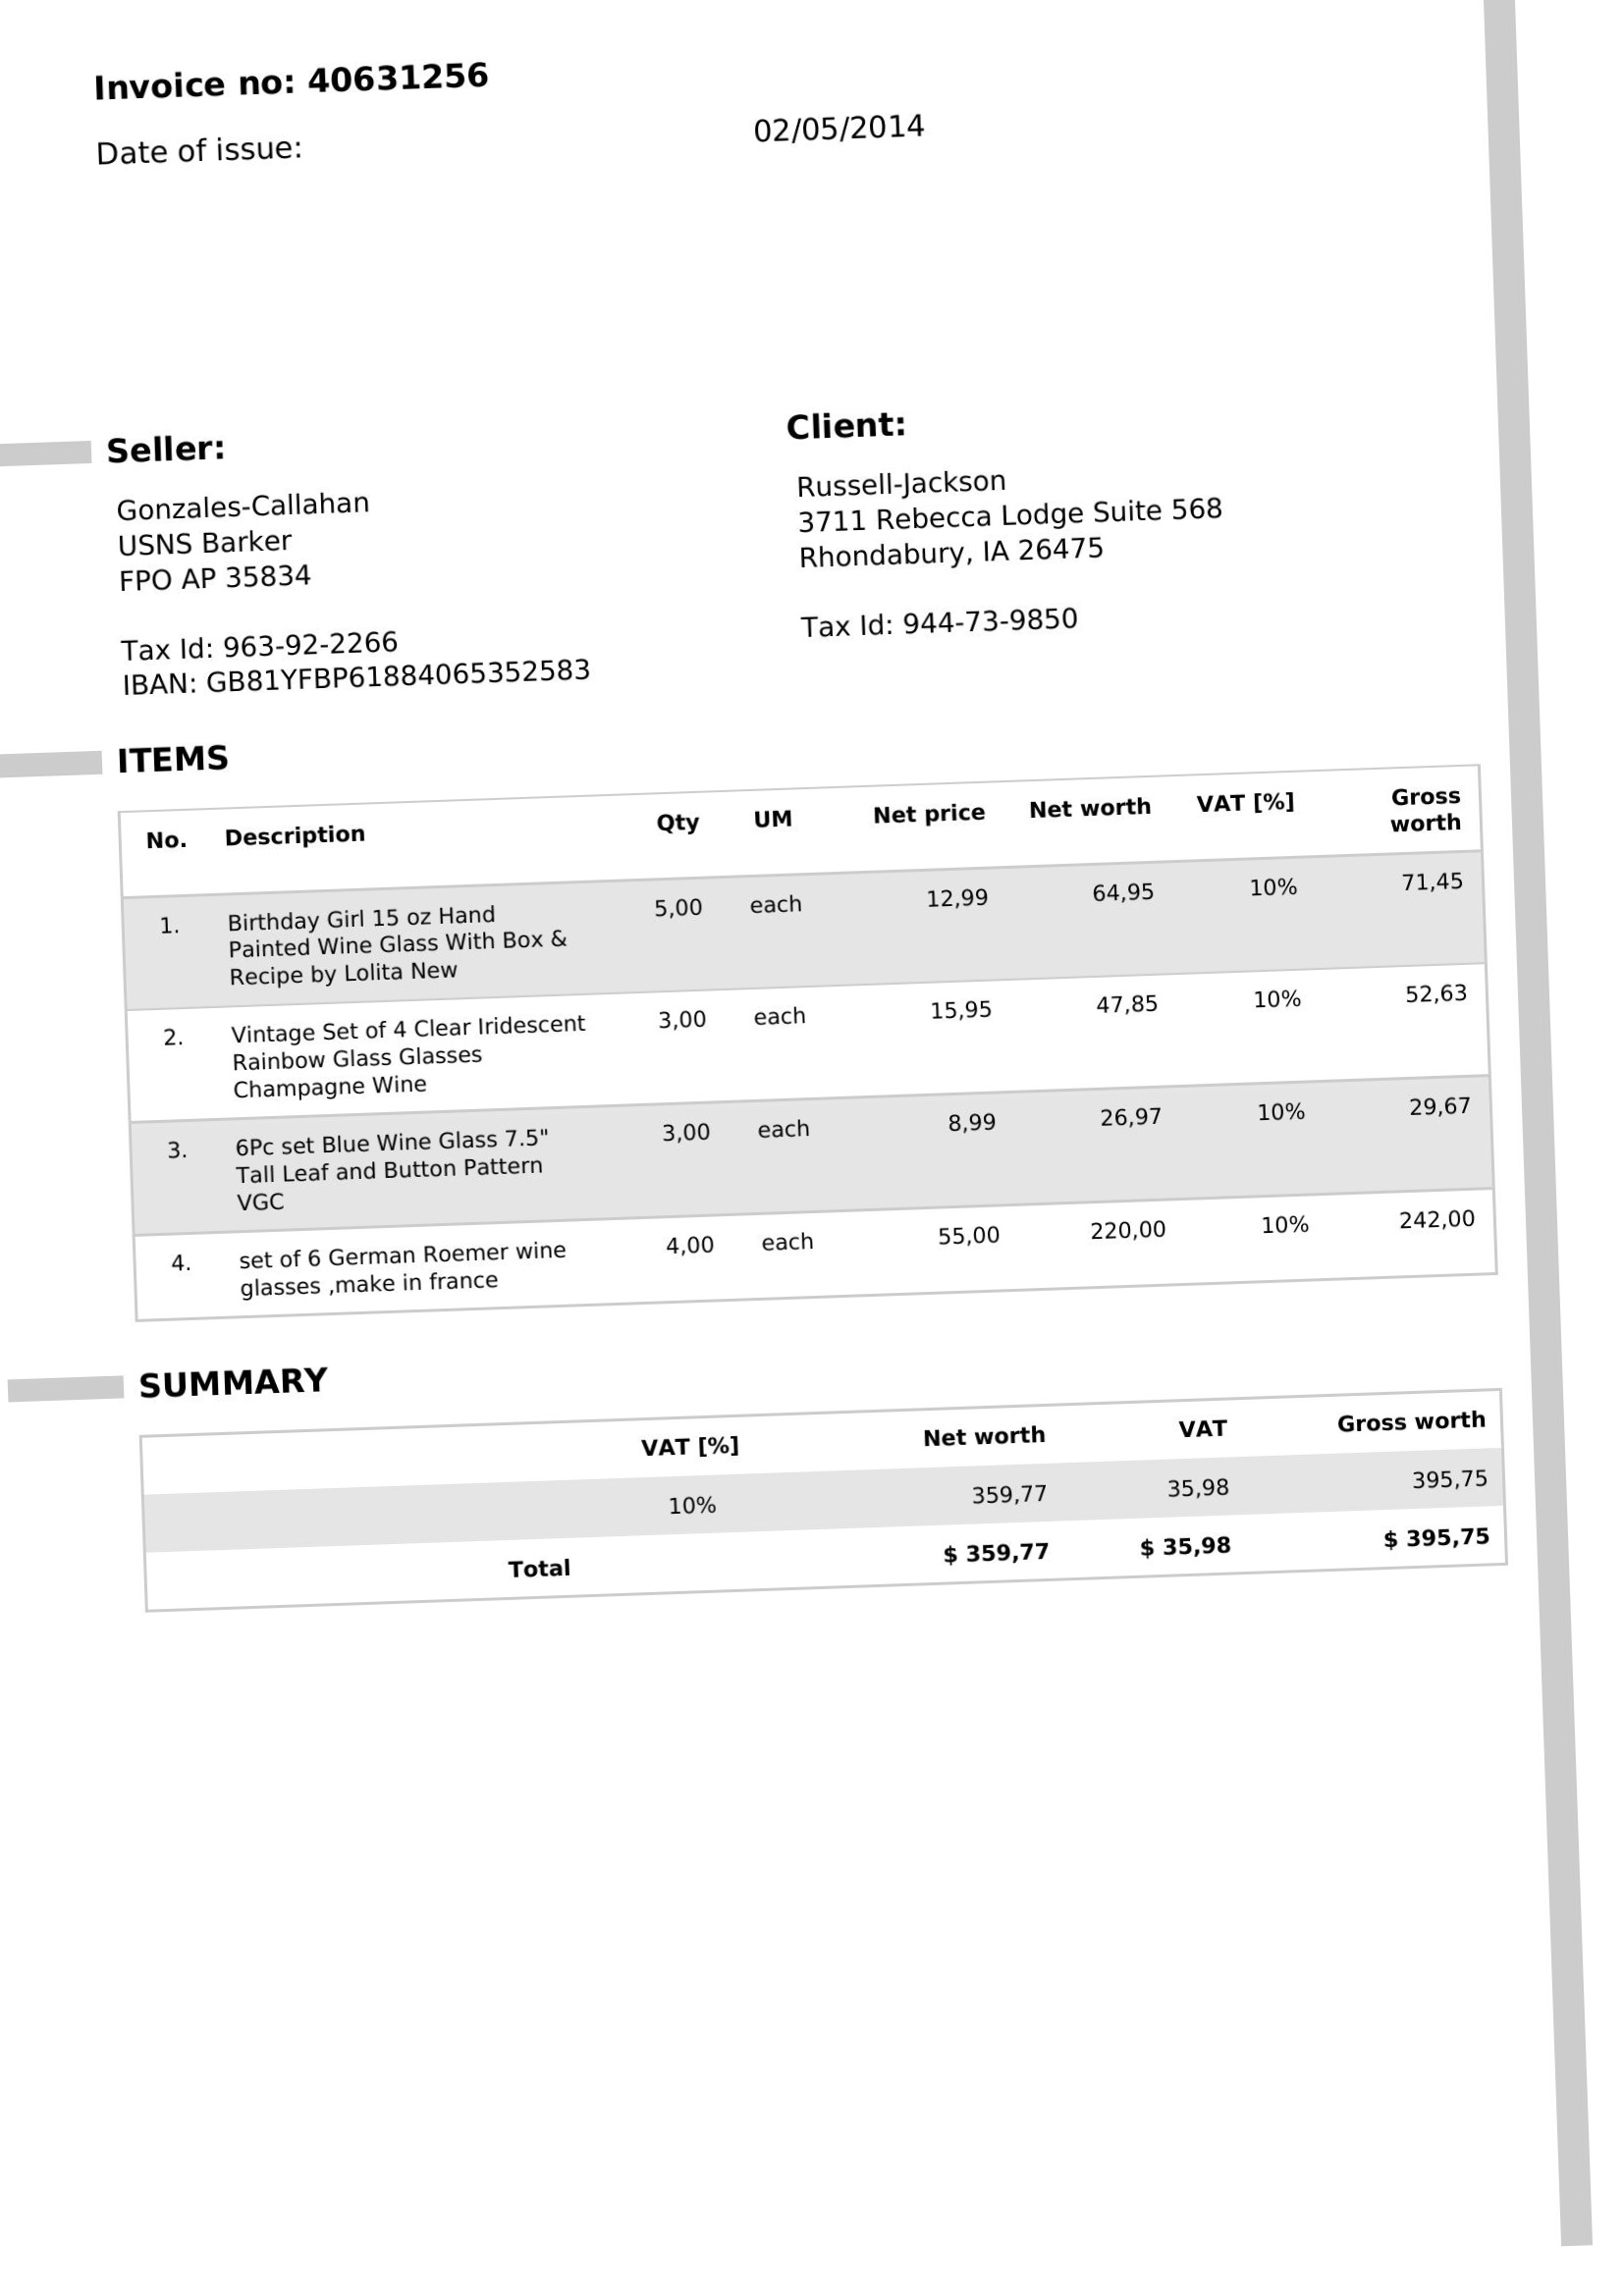 Invoice no: 40631256
Date of issue: 02/05/2014
Seller:
Gonzales-Callahan
USNS Barker
FPO AP 35834
Tax Id: 963-92-2266
IBAN: GB81YFBP61884065352583
Client:
Russell-Jackson
3711 Rebecca Lodge Suite 568
Rhondabury, IA 26475
Tax Id: 944-73-9850
ITEMS
No. Description Qty UM Net price Net worth VAT [%] Gross
worth
1. Birthday Girl 15 oz Hand 5,00 each 12,99 64,95 10% 71,45
Painted Wine Glass With Box &
Recipe by Lolita New
2. Vintage Set of 4 Clear Iridescent 3,00 each 15,95 47,85 10% 52,63
Rainbow Glass Glasses
Champagne Wine
3. 6Pc set Blue Wine Glass 7.5" 3,00 each 8,99 26,97 10% 29,67
Tall Leaf and Button Pattern
VGC
4. set of 6 German Roemer wine 4,00 each 55,00 220,00 10% 242,00
glasses ,make in france
SUMMARY
VAT [%] Net worth VAT Gross worth
10% 359,77 35,98 395,75
Total $ 359,77 $ 35,98 $ 395,75